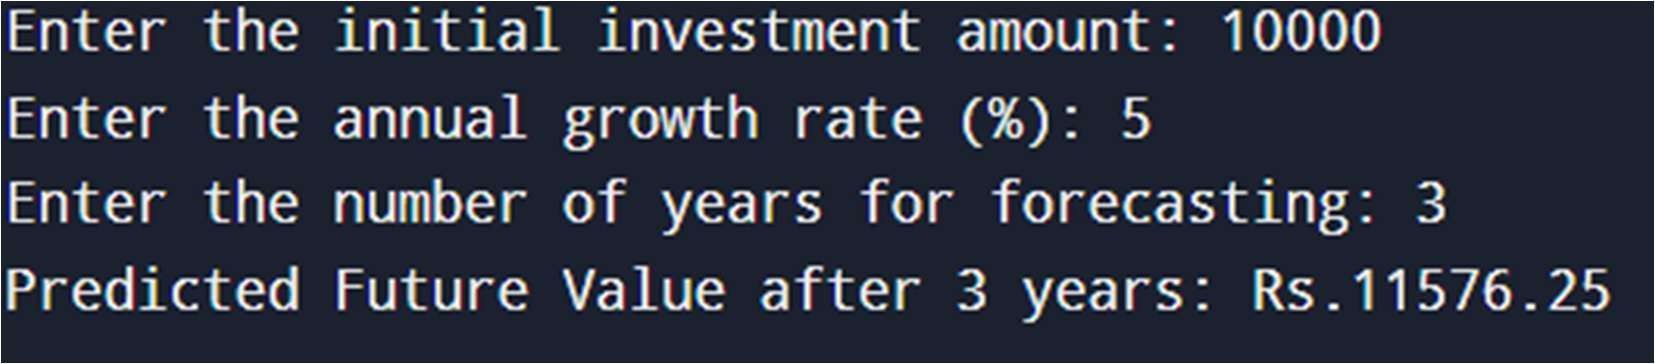 Enter the initial investment amount: 10000
Enter the annual growth rate (%): 5
Enter the number of years for forecasting: 3
Predicted Future Value after 3 years: Rs.11576.25